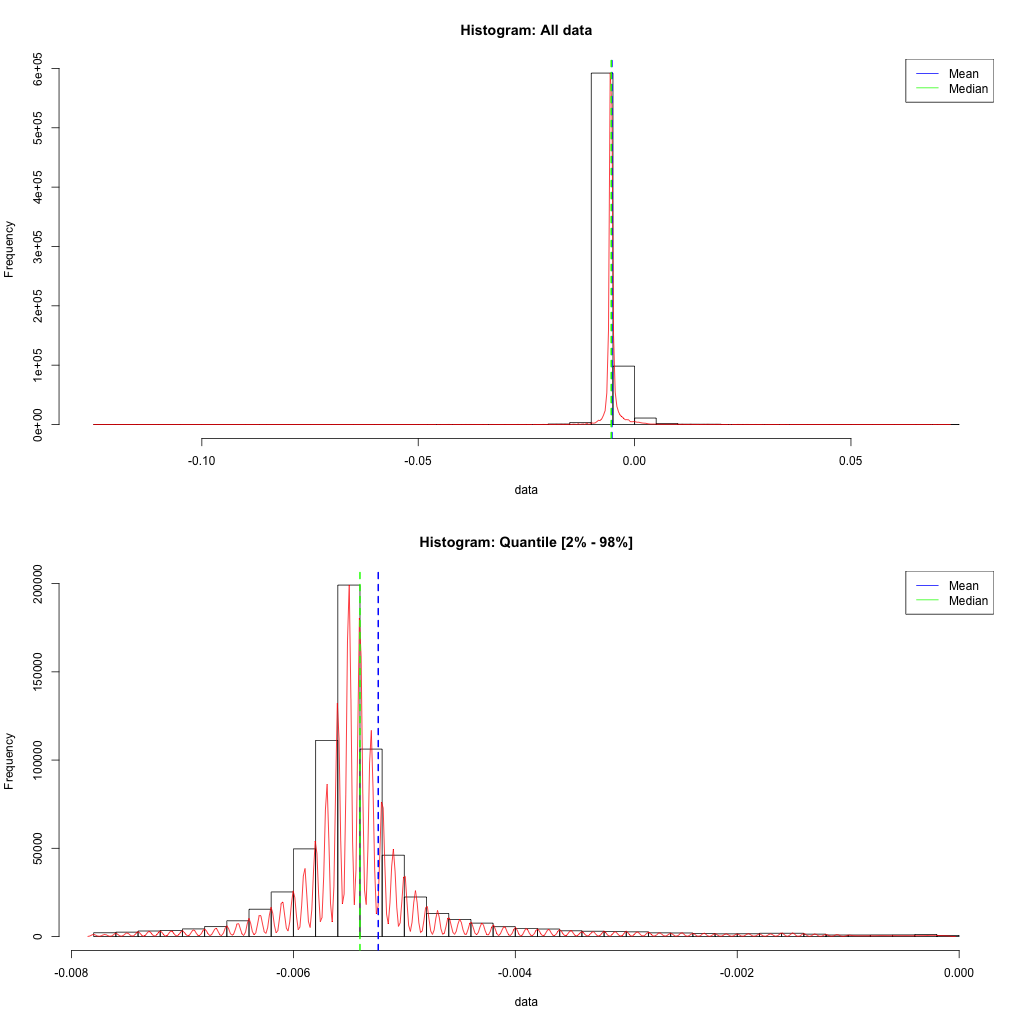 Histogram: All data
Mean
Median
Frequency
0e+00 1e+05 2e+05 3e+05 4e+05 5e+05 6e+05
-0.10 -0.05 0.00 0.05
data
Histogram: Quantile [2% - 98%]
Mean
Median
Frequency
0 50000 100000 150000 200000
-0.008 -0.006 -0.004 -0.002 0.000
data